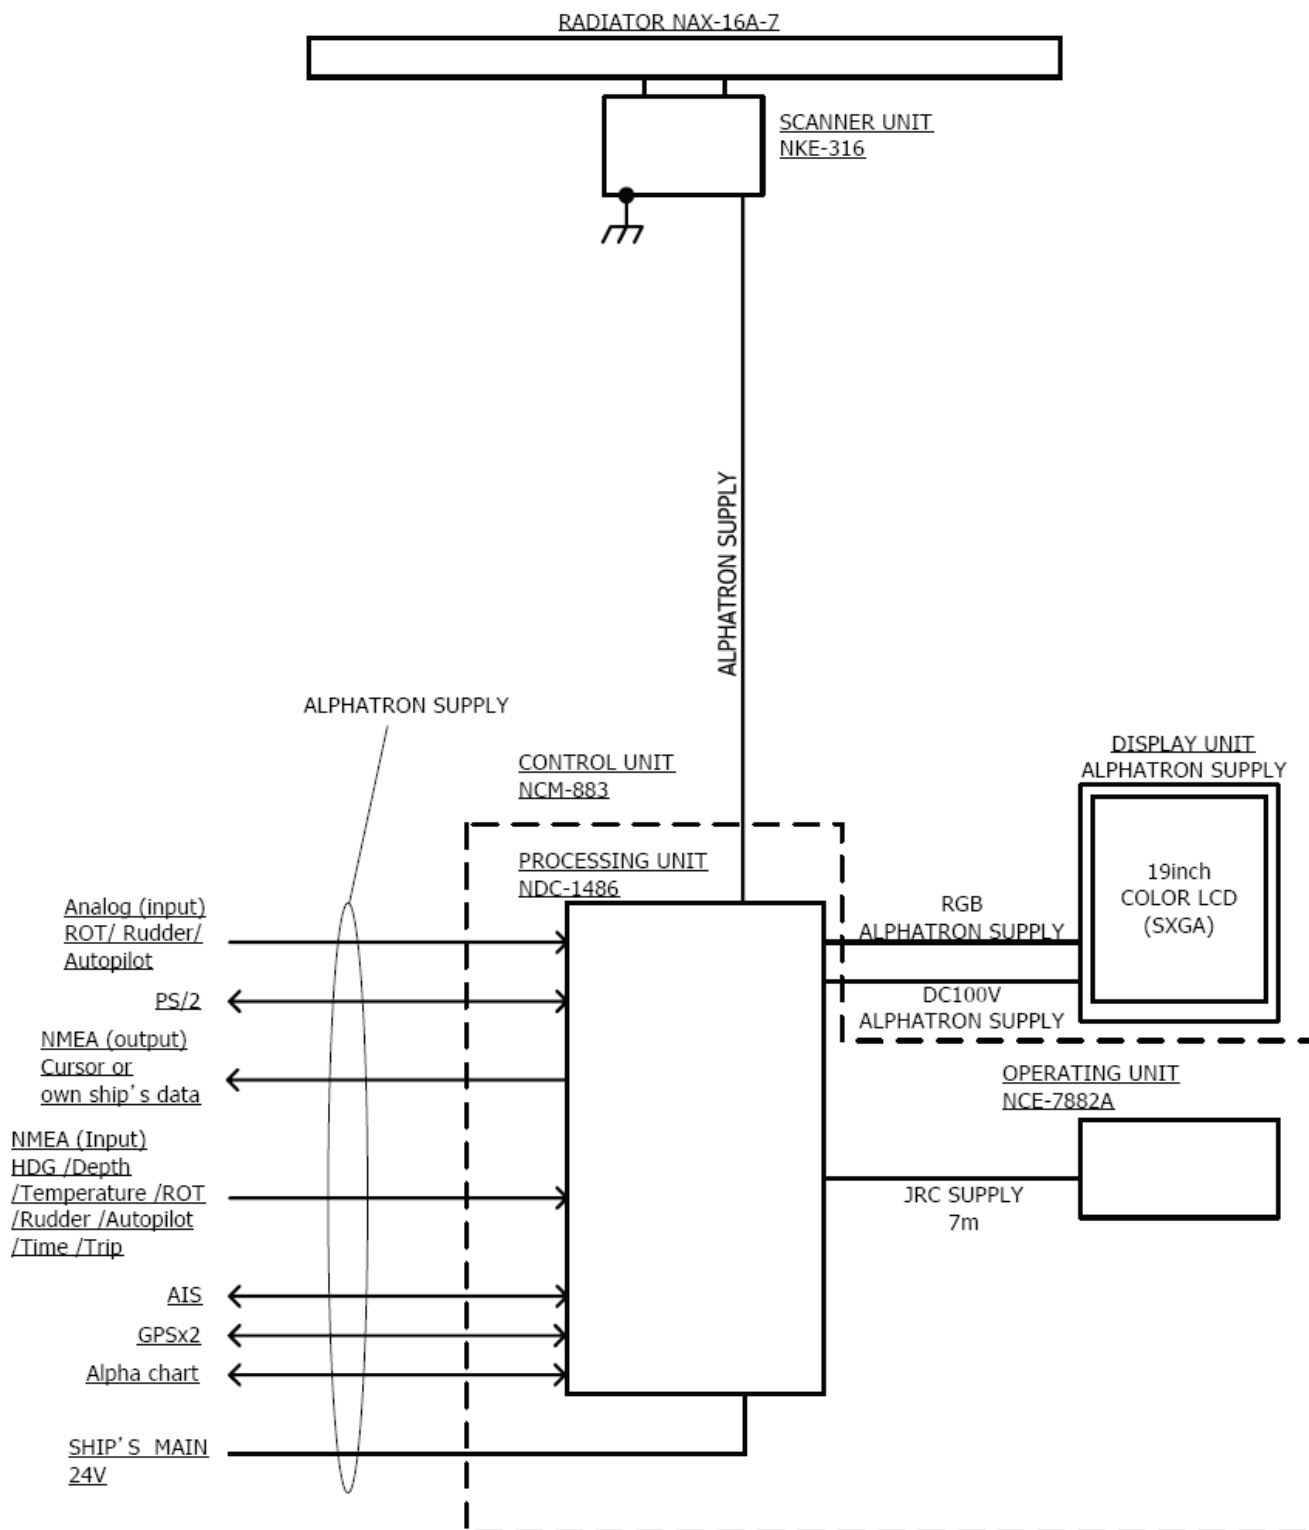 RADIATOR NAX-16A-7
SCANNER UNIT
NKE-316
ALPHATRON SUPPLY
ALPHATRON SUPPLY
CONTROL UNIT
NCM-883
DISPLAY UNIT
ALPHATRON SUPPLY
PROCESSING UNIT
NDC-1486
19inch
COLOR LCD
(SXGA)
RGB
ALPHATRON SUPPLY
DC100V
ALPHATRON SUPPLY
Analog (input)
ROT/ Rudder/
Autopilot
PS/2
NMEA (output)
Cursor or
own ship's data
OPERATING UNIT
NCE-7882A
NMEA (Input)
HDG /Depth
/Temperature /ROT
/Rudder /Autopilot
/Time /Trip
JRC SUPPLY
7m
AIS
GPSx2
Alpha chart
SHIP'S MAIN
24V